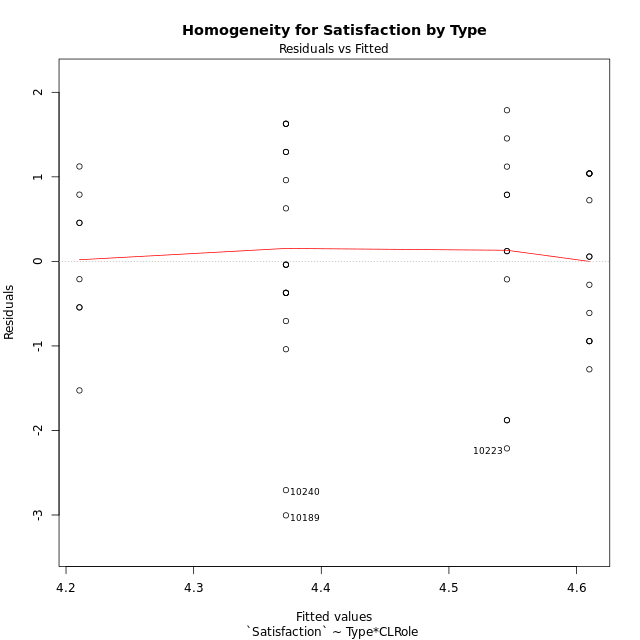 Homogeneity for Satisfaction by Type
Residuals vs Fitted
2
1
0
-1
-2
-3
Residuals
10223
10240
10189
4.2 4.3 4.4 4.5 4.6
Fitted values
`Satisfaction` ~ Type*CLRole